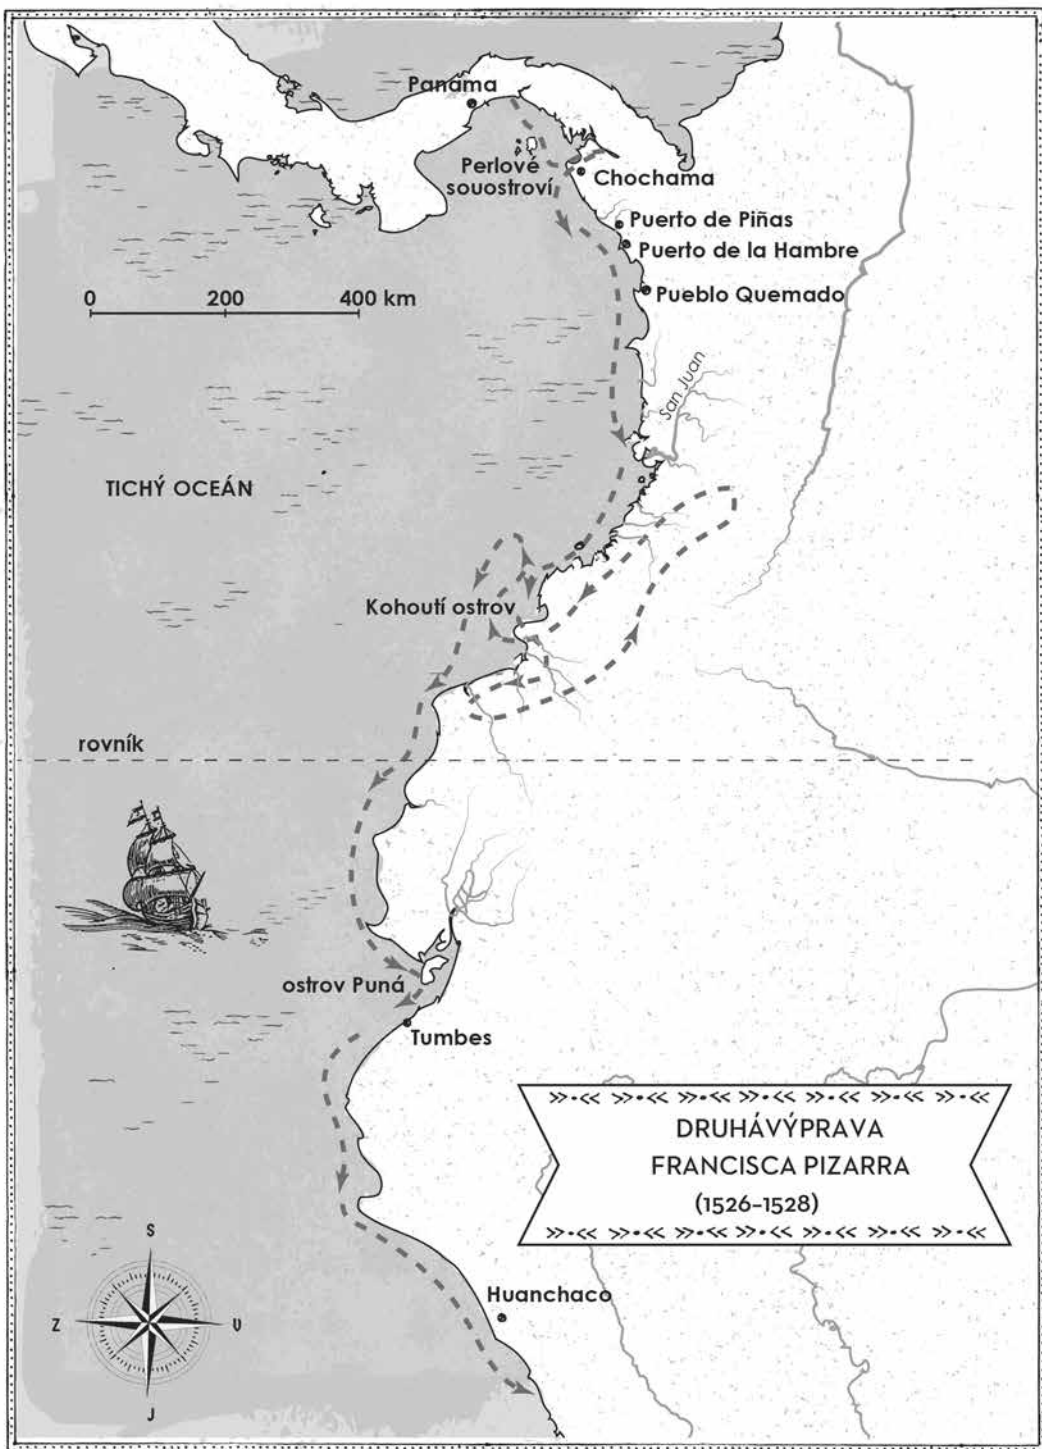 Panama
Perlové
souostroví
Chochama
Puerto de Piñas
Puerto de la Hambre
Pueblo Quemado
0 200 400 km
San Juan
TICHÝ OCEÁN
Kohoutí ostrov
rovník
ostrov Puná
Tumbes
DRUHÁVÝPRAVA
FRANCISCA PIZARRA
(1526–1528)
Huanchaco
S
Z V
J